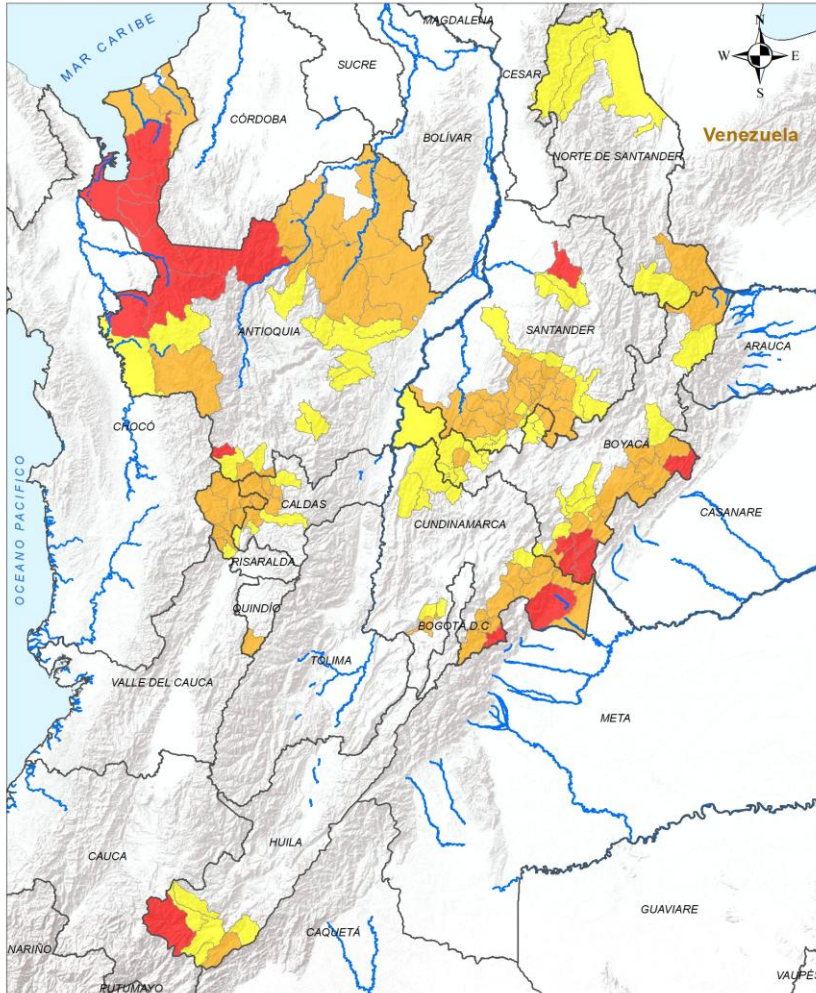 MAGDALENA
MAR CARIBE
SUCRE
CESAR
N
W E
S
CÓRDOBA
BOLÍVAR
Venezuela
NORTE DE SANTANDER
ANTIOQUIA
SANTANDER
ARAUCA
CHOCÓ
BOYACÁ
CALDAS
CASANARE
CUNDINAMARCA
OCEANO PACIFICO
RISARALDA
QUINDÍO
BOGOTÁ,D.C
TOLIMA
VALLE DEL CAUCA
META
HUILA
CAUCA
GUAVIARE
CAQUETÁ
NARIÑO
PUTUMAYO
VAUPÉS